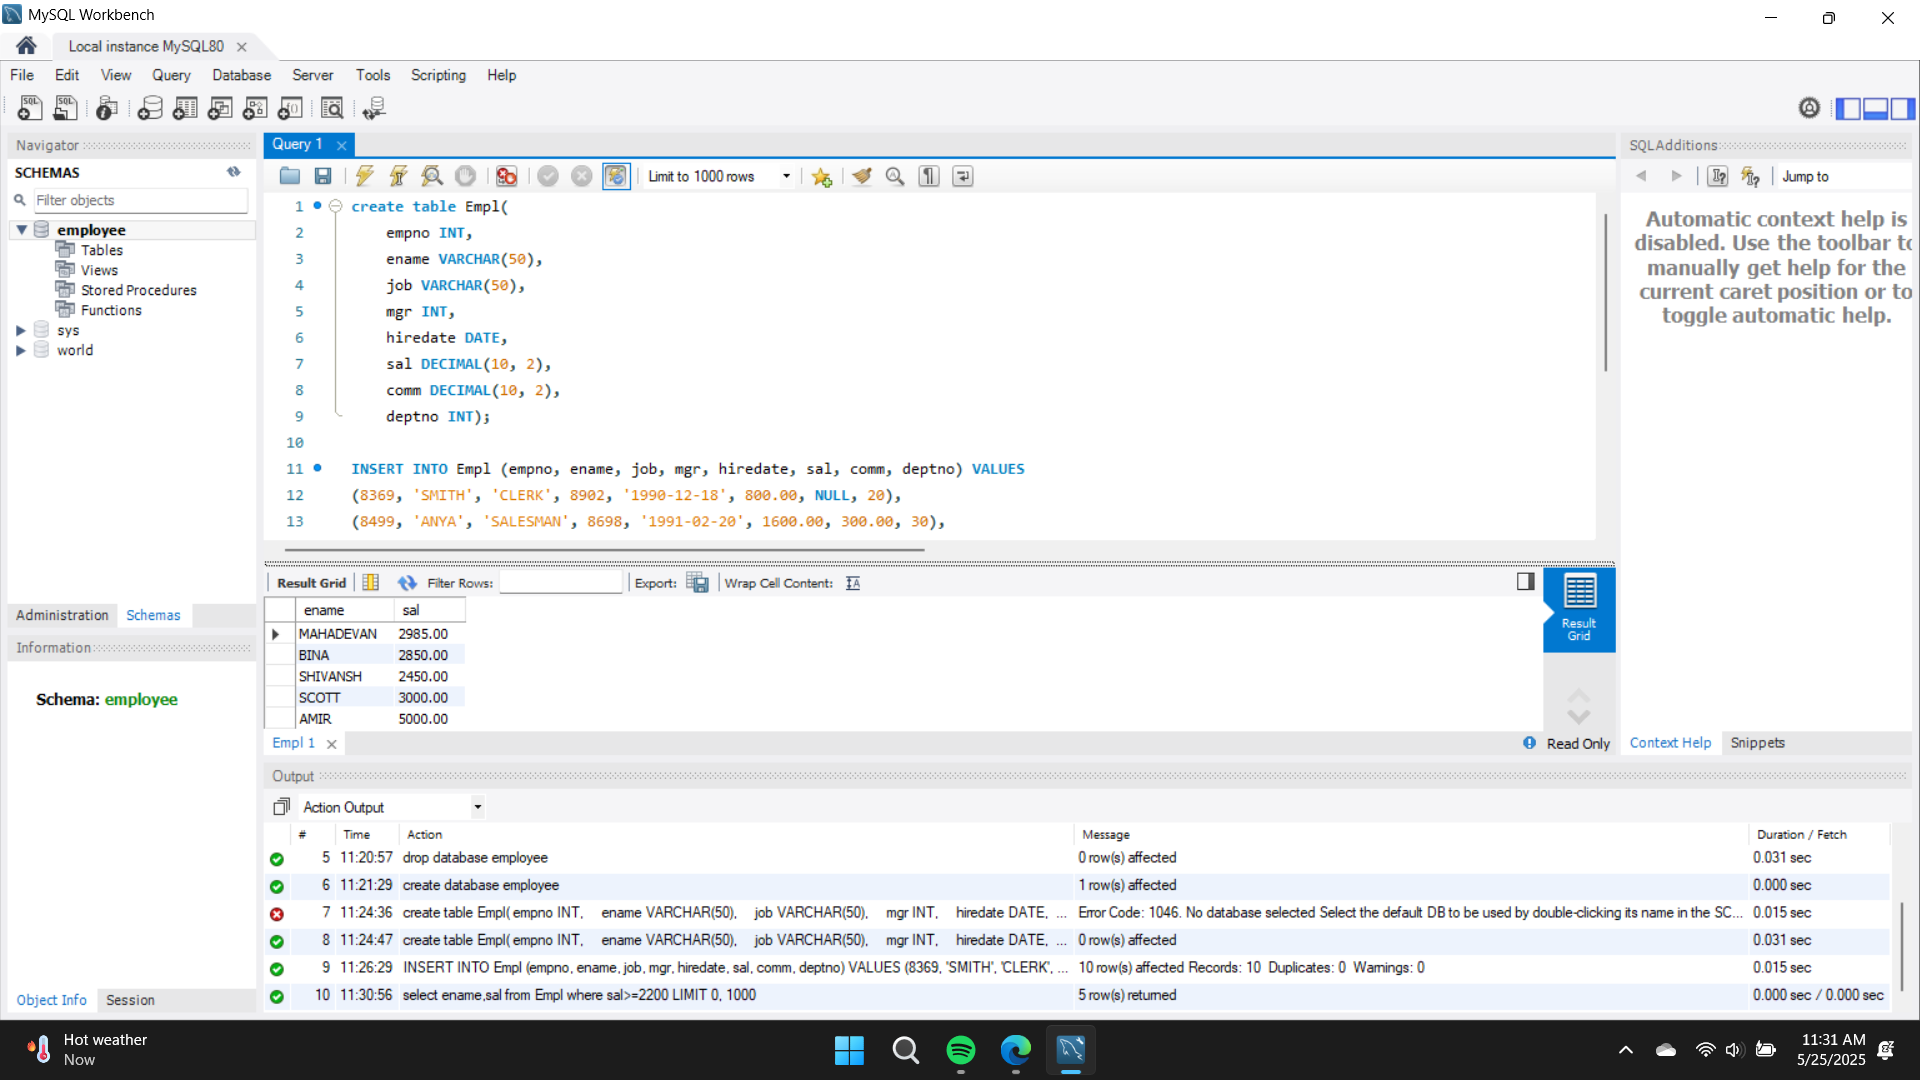 MySQL Workbench
Local instance MySQL80
File Edit View Query Database Server Tools Scripting Help
Navigator
SCHEMAS
Filter objects
employee
Tables
Views
Stored Procedures
Functions
sys
world
Administration Schemas
Information
Schema: employee
Object Info Session
Query 1
Limit to 1000 rows
1 create table Empl(
2 empno INT,
3 ename VARCHAR(50),
4 job VARCHAR(50),
5 mgr INT,
6 hiredate DATE,
7 sal DECIMAL(10, 2),
8 comm DECIMAL(10, 2),
9 deptno INT);
10
11 INSERT INTO Empl (empno, ename, job, mgr, hiredate, sal, comm, deptno) VALUES
12 (8369, 'SMITH', 'CLERK', 8902, '1990-12-18', 800.00, NULL, 20),
13 (8499, 'ANYA', 'SALESMAN', 8698, '1991-02-20', 1600.00, 300.00, 30),
Result Grid Filter Rows: Export: Wrap Cell Content:
ename sal
MAHADEVAN 2985.00
BINA 2850.00
SHIVANSH 2450.00
SCOTT 3000.00
AMIR 5000.00
Result
Grid
Empl 1
Read Only
SQLAdditions
Jump to
Automatic context help is
disabled. Use the toolbar to
manually get help for the
current caret position or to
toggle automatic help.
Context Help Snippets
Output
Action Output
# Time Action Message Duration / Fetch
5 11:20:57 drop database employee 0 row(s) affected 0.031 sec
6 11:21:29 create database employee 1 row(s) affected 0.000 sec
7 11:24:36 create table Empl( empno INT, ename VARCHAR(50), job VARCHAR(50), mgr INT, hiredate DATE, ... Error Code: 1046. No database selected Select the default DB to be used by double-clicking its name in the SC... 0.015 sec
8 11:24:47 create table Empl( empno INT, ename VARCHAR(50), job VARCHAR(50), mgr INT, hiredate DATE, ... 0 row(s) affected 0.031 sec
9 11:26:29 INSERT INTO Empl (empno, ename, job, mgr, hiredate, sal, comm, deptno) VALUES (8369, 'SMITH', 'CLERK', ... 10 row(s) affected Records: 10 Duplicates: 0 Warnings: 0 0.015 sec
10 11:30:56 select ename,sal from Empl where sal>=2200 LIMIT 0, 1000 5 row(s) returned 0.000 sec / 0.000 sec
Hot weather
Now
11:31 AM
5/25/2025